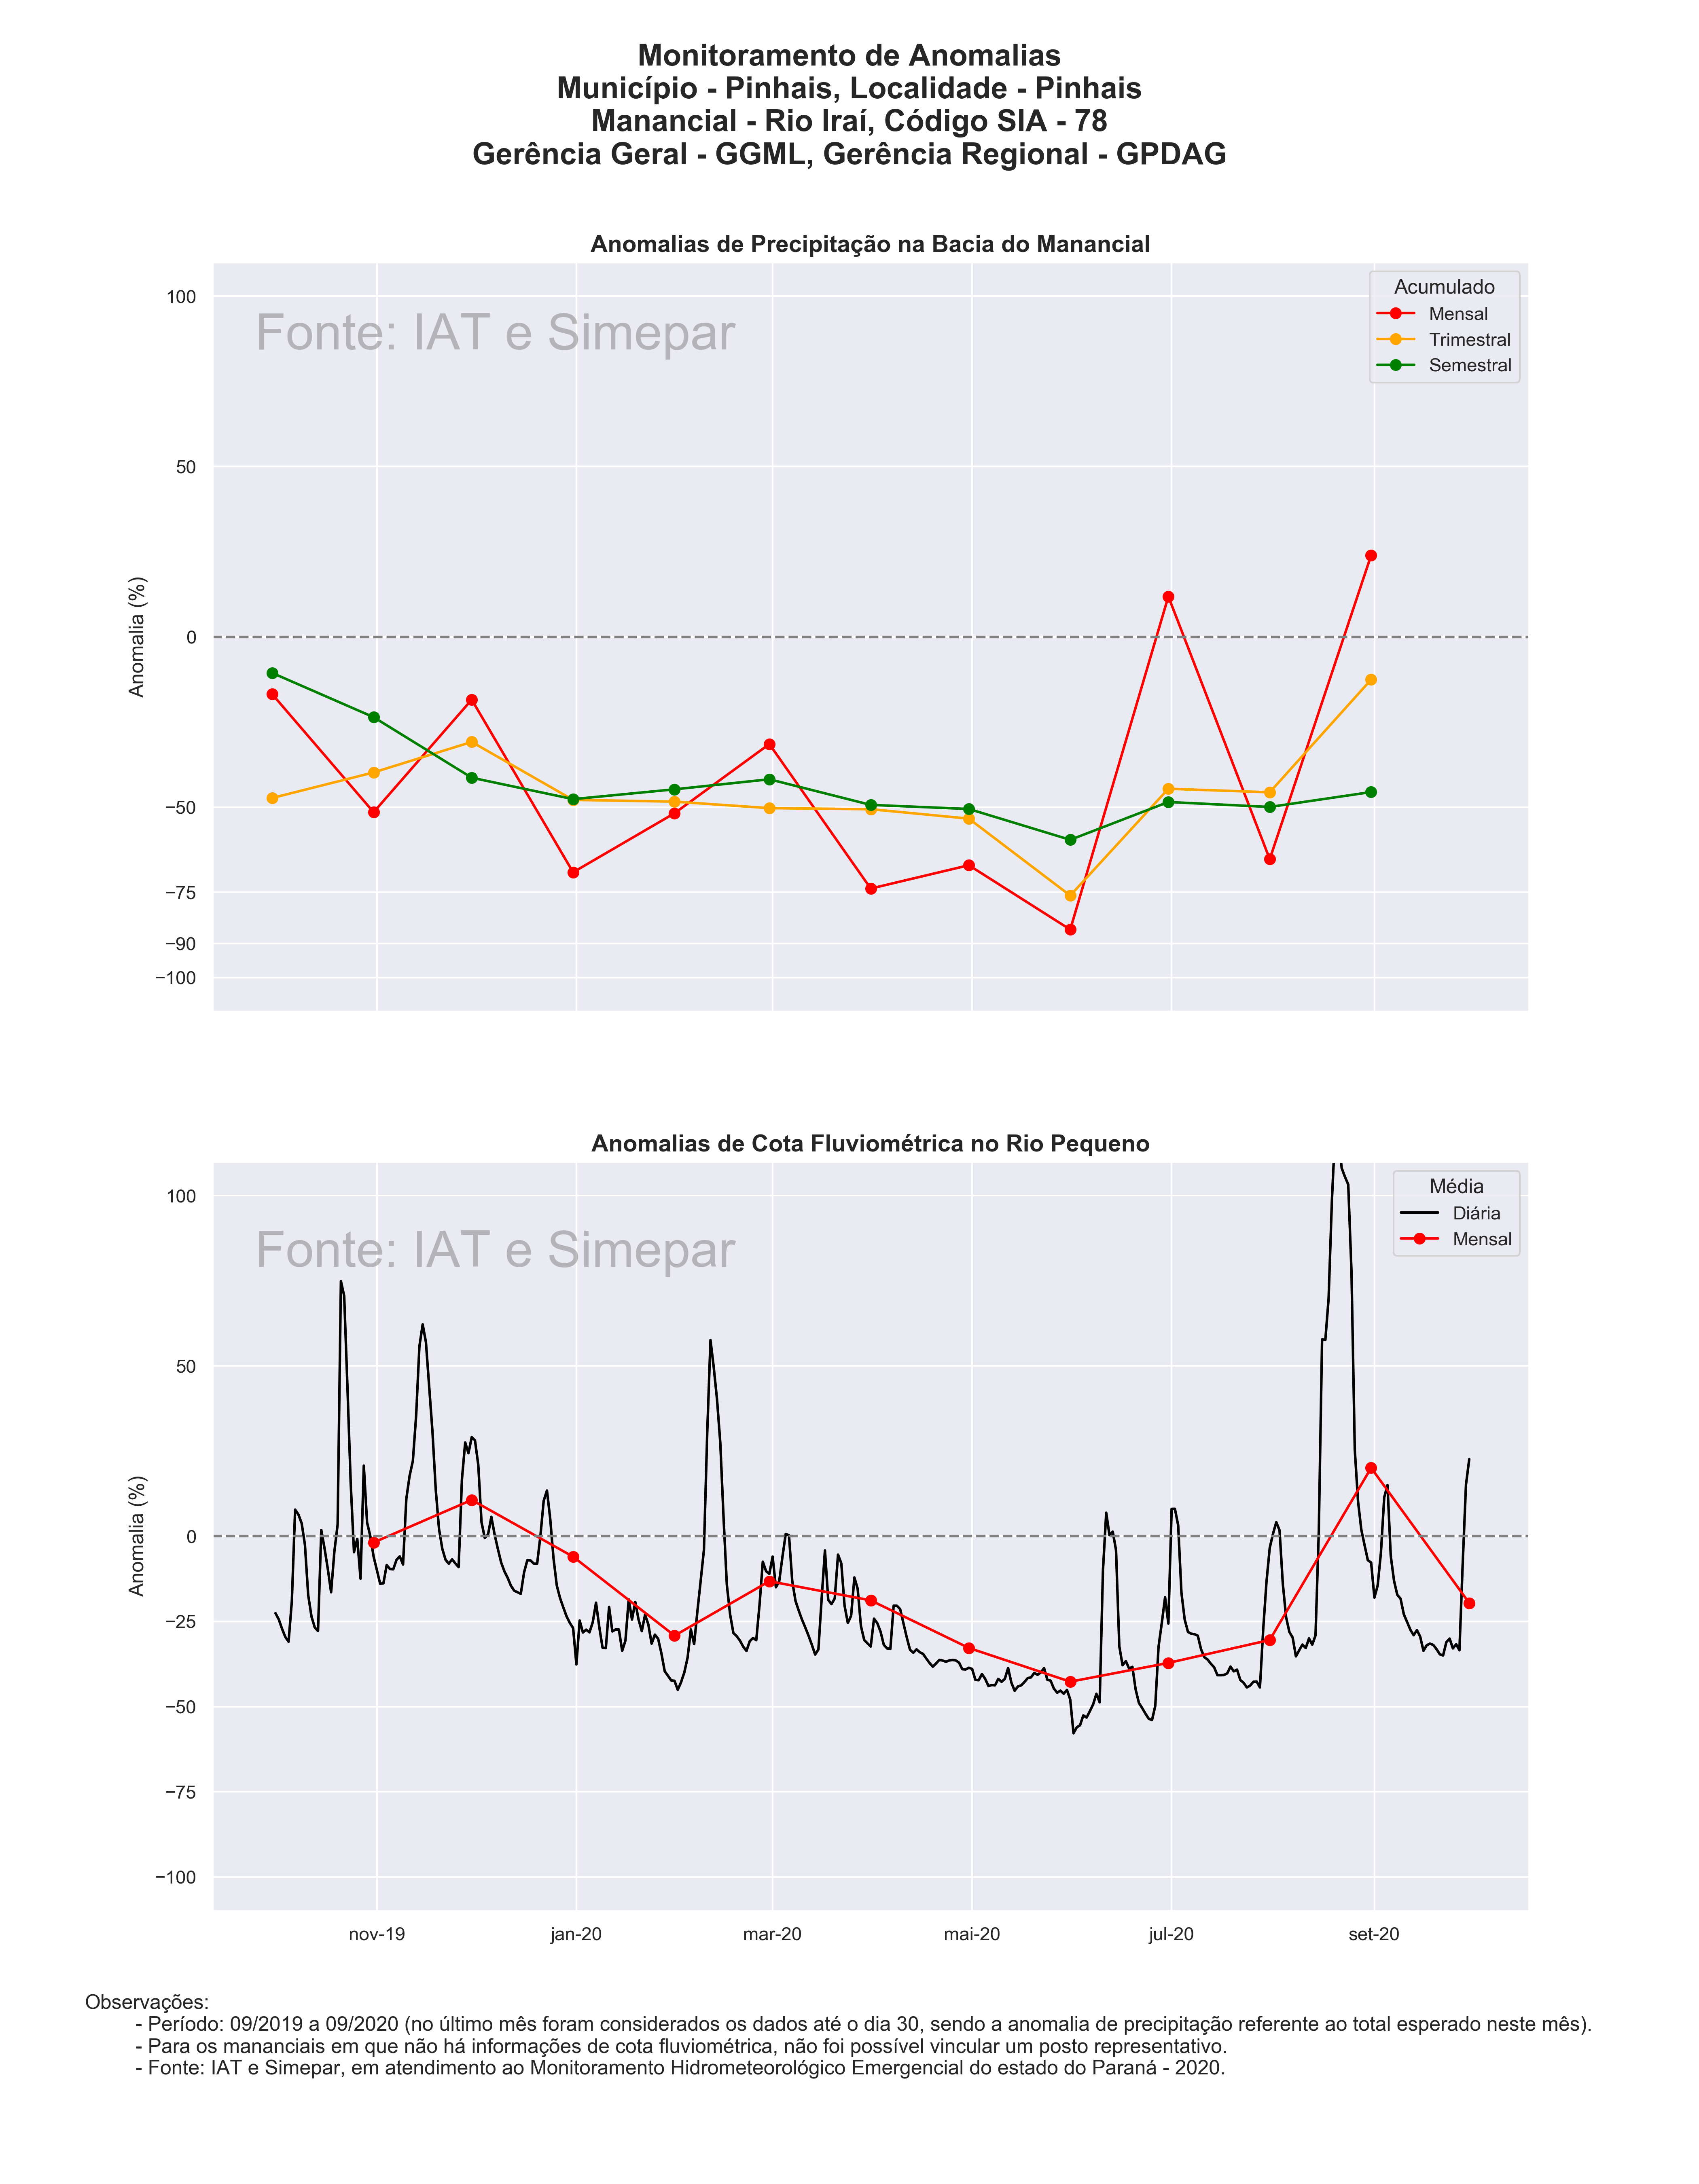 Monitoramento de Anomalias
Município - Pinhais, Localidade - Pinhais
Manancial - Rio Iraí, Código SIA - 78
Gerência Geral - GGML, Gerência Regional - GPDAG
Anomalias de Precipitação na Bacia do Manancial
Fonte: IAT e Simepar
Acumulado
Mensal
Trimestral
Semestral
Anomalia (%)
100
50
0
−50
−75
−90
−100
Anomalias de Cota Fluviométrica no Rio Pequeno
Fonte: IAT e Simepar
Média
Diária
Mensal
Anomalia (%)
100
50
0
−25
−50
−75
−100
nov-19 jan-20 mar-20 mai-20 jul-20 set-20
Observações:
- Período: 09/2019 a 09/2020 (no último mês foram considerados os dados até o dia 30, sendo a anomalia de precipitação referente ao total esperado neste mês).
- Para os mananciais em que não há informações de cota fluviométrica, não foi possível vincular um posto representativo.
- Fonte: IAT e Simepar, em atendimento ao Monitoramento Hidrometeorológico Emergencial do estado do Paraná - 2020.